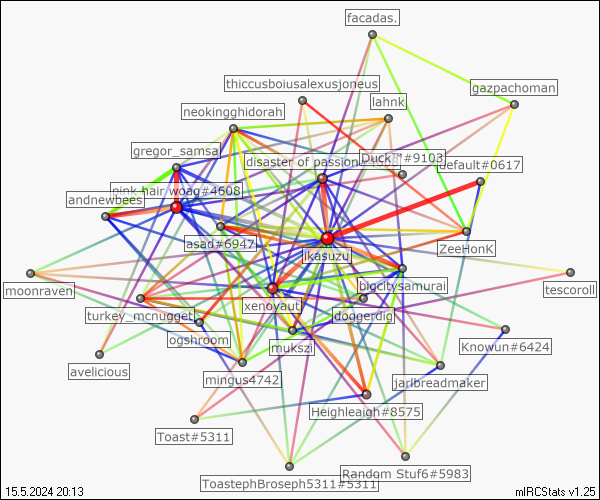 facadas.
thiccusboiusalexusjoneus
gazpachoman
lahnk
neokingghidorah
gregor_samsa
disaster of passion
Duck
#9103
default#0617
pink hair woag#4608
andnewbees
asad#6947
ikasuzu
ZeeHonK
moonraven
xenoyaut
bigcitysamurai
tescoroll
turkey_mcnugget
doggerdig
ogshroom
mukszi
Knowun#6424
avelicious
mingus4742
jarlbreadmaker
Heighleaigh#8575
Toast#5311
ToastephBroseph5311#5311
Random Stuf6#5983
15.5.2024 20:13
mIRCStats v1.25